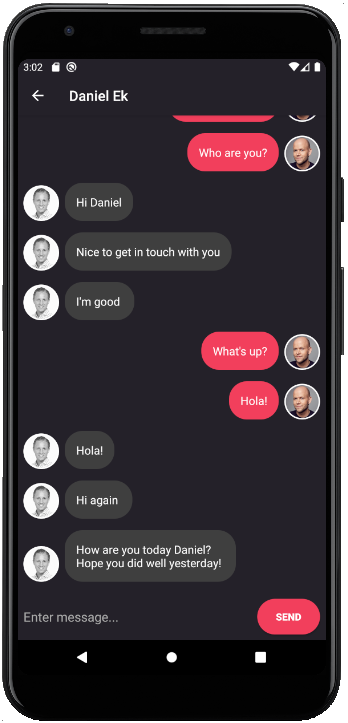 3:02
Daniel Ek
Who are you?
Hi Daniel
Nice to get in touch with you
I'm good
What's up?
Hola!
Hola!
Hi again
How are you today Daniel?
Hope you did well yesterday!
Enter message...
SEND